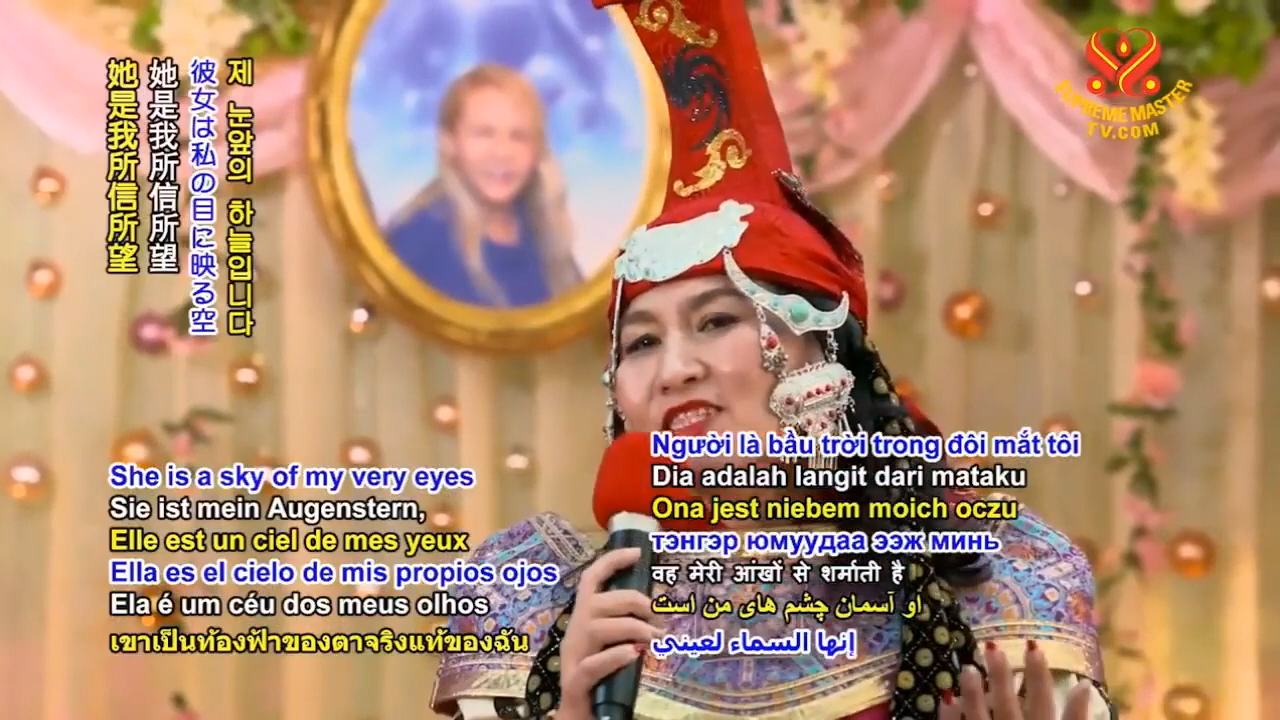 제 눈앞의 하늘입니다
彼女は私の目に映る空
她是我所信所望
她是我所信所望
SUPREME MASTER
TV.COM
She is a sky of my very eyes
Sie ist mein Augenstern,
Elle est un ciel de mes yeux
Ella es el cielo de mis propios ojos
Ela é um céu dos meus olhos
เขาเป็นท้องฟ้าของตาจริงแท้ของฉัน
Người là bầu trời trong đôi mắt tôi
Dia adalah langit dari mataku
Ona jest niebem moich oczu
тэнгэр юмуудаа ээж минь
वह मेरी आंखों से शर्माती है
او آسمان چشم های من است
إنها السماء لعيني